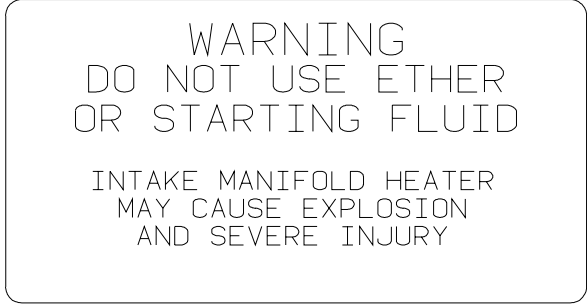 WARNING
DO NOT USE ETHER
OR STARTING FLUID
INTAKE MANIFOLD HEATER
MAY CAUSE EXPLOSION
AND SEVERE INJURY